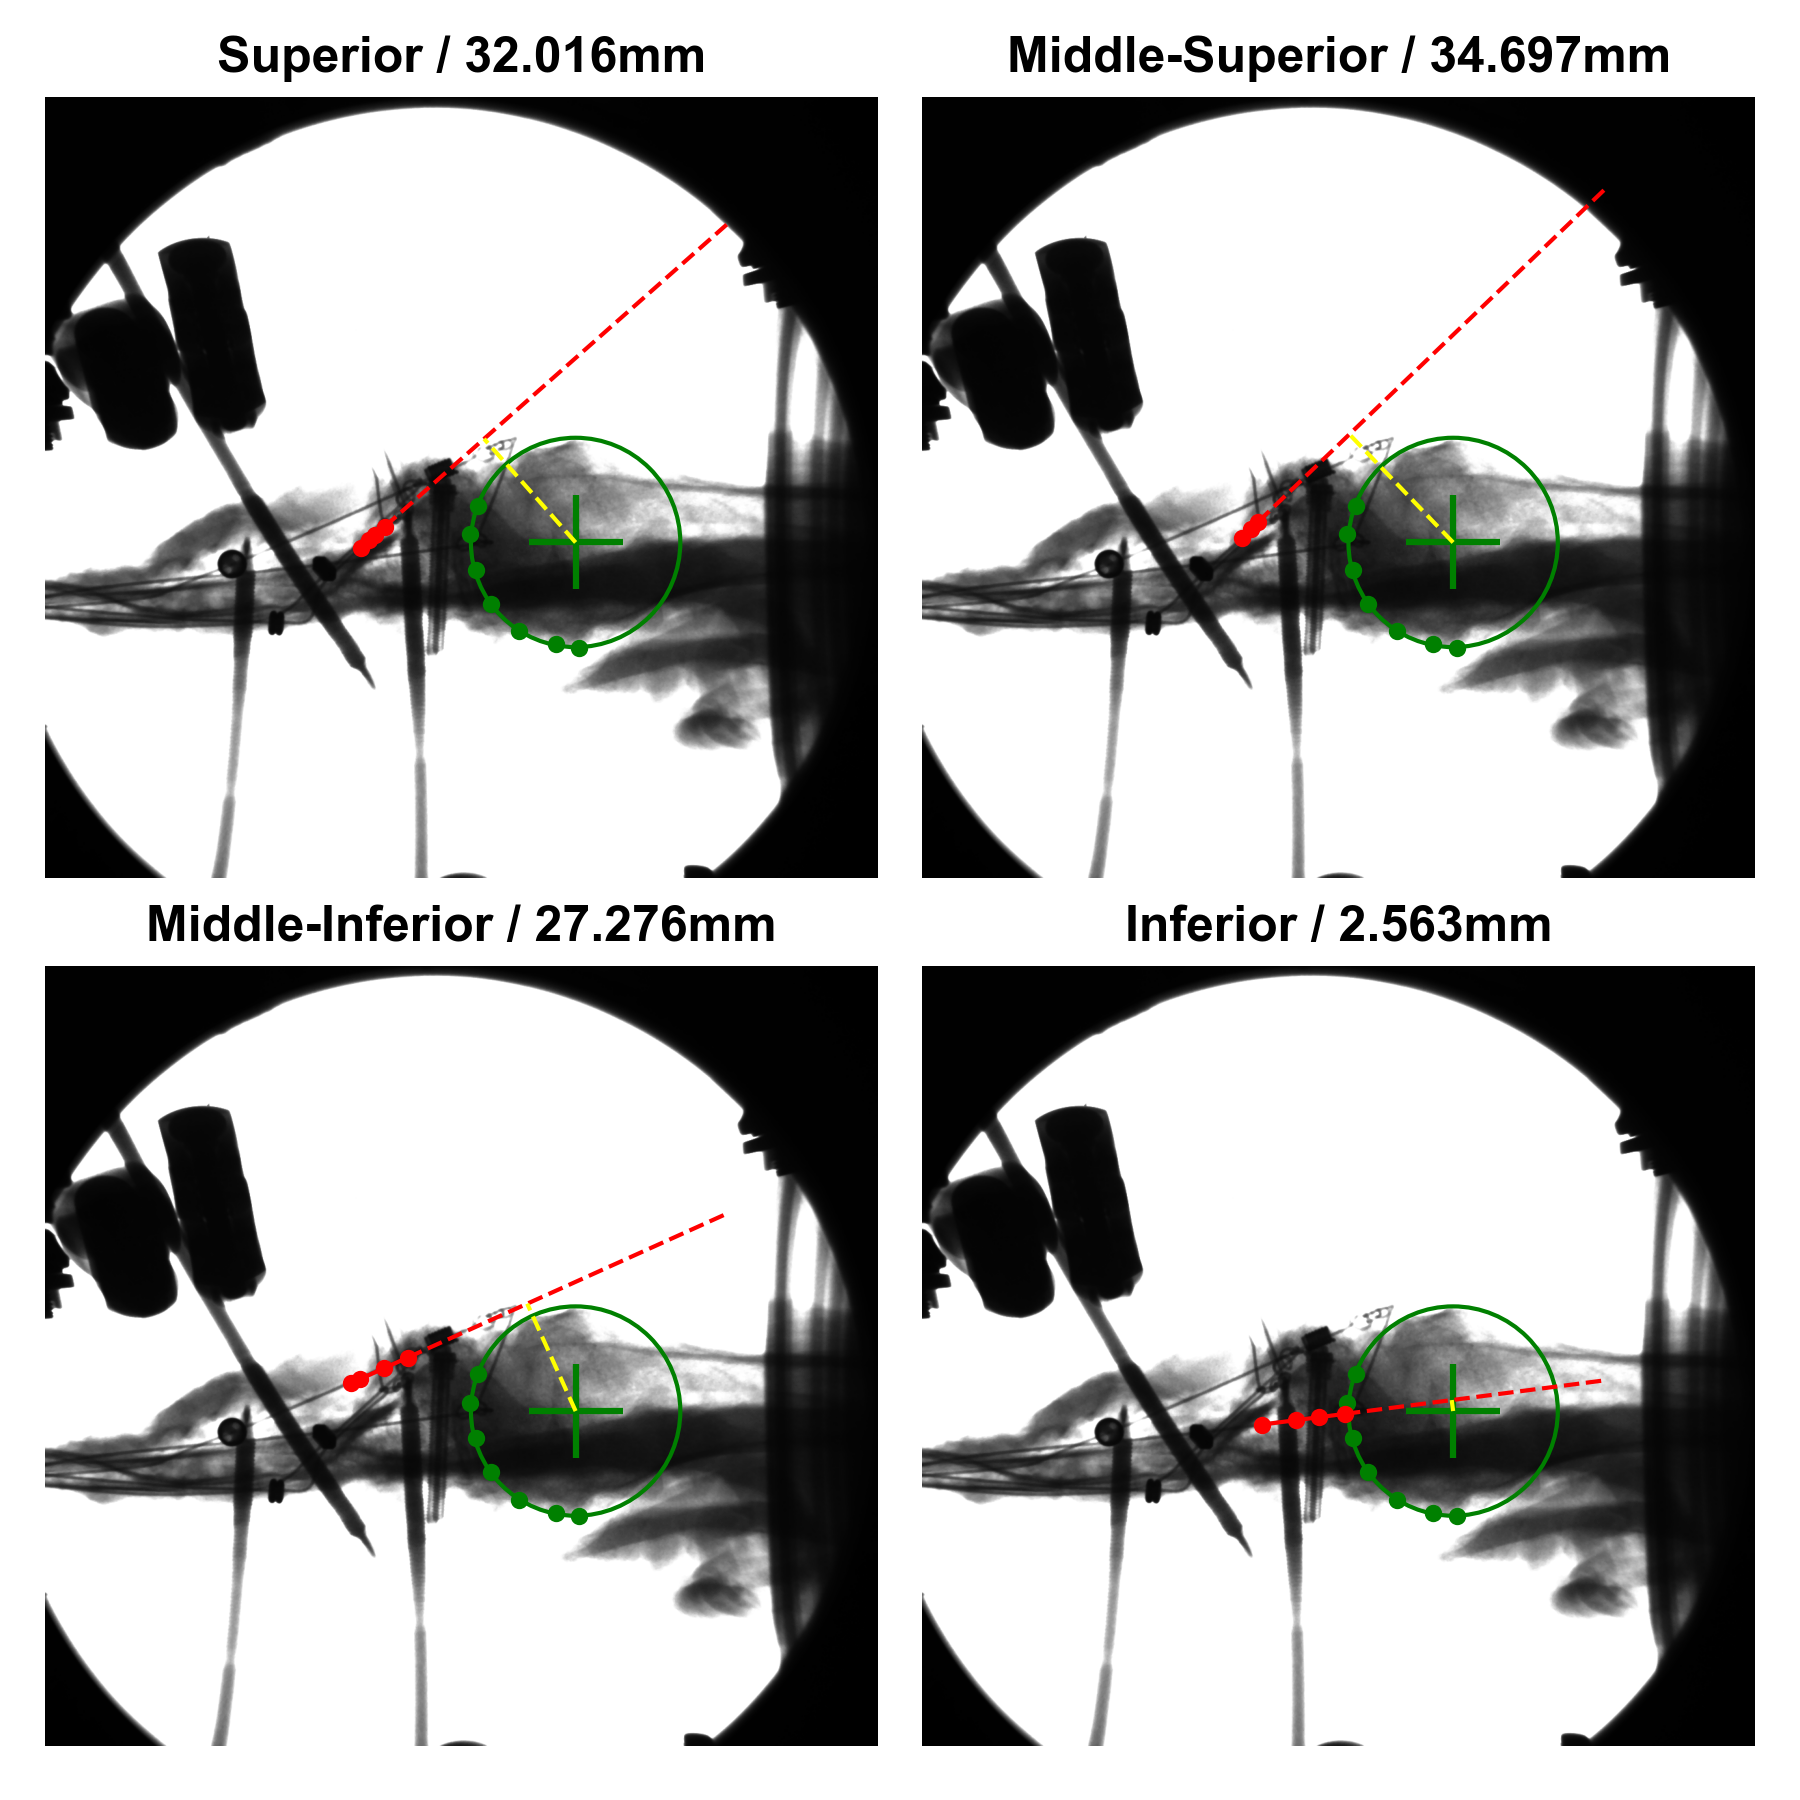 Superior / 32.016mm
Middle-Superior / 34.697mm
Middle-Inferior / 27.276mm
Inferior / 2.563mm